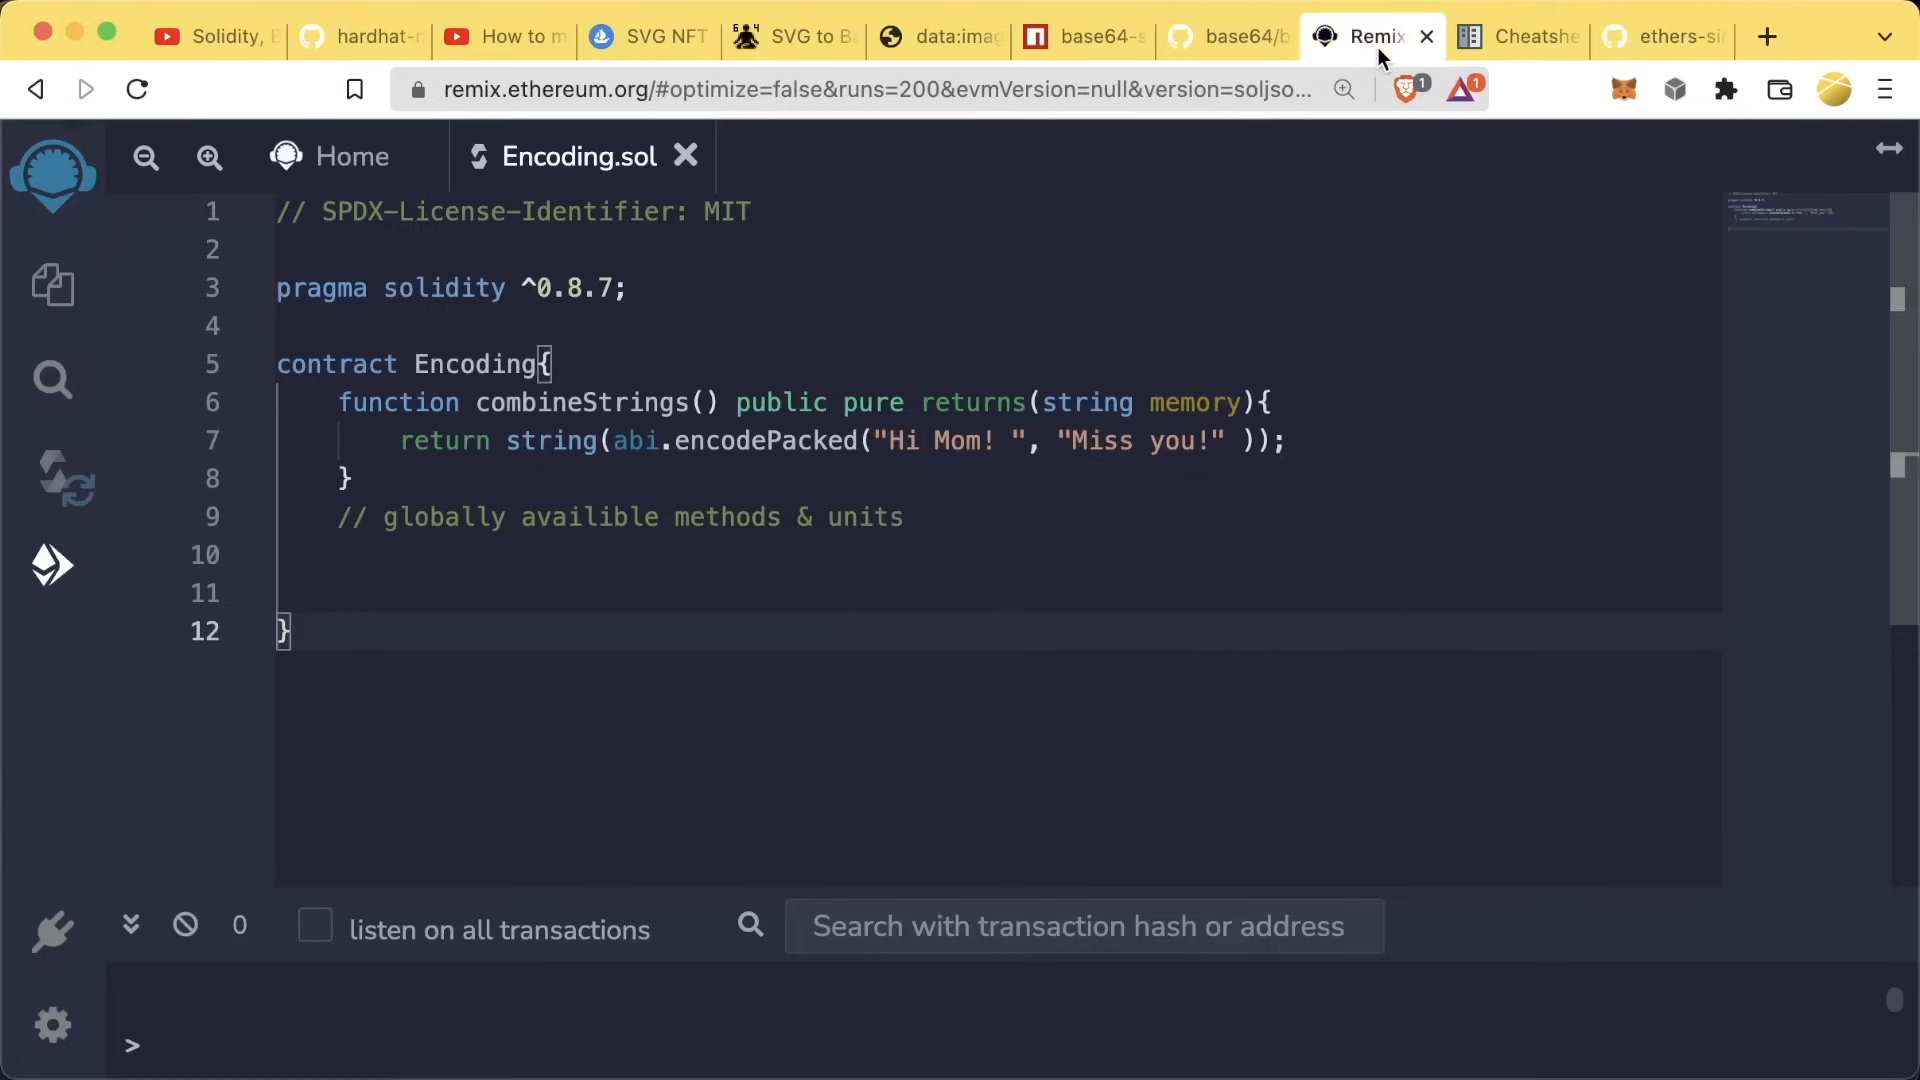 Solidity, B
hardhat-n
How to m
SVG NFT
SVG to Ba
data:imag
base64-s
base64/b
Remix
Cheatshe
ethers-sin
remix.ethereum.org/#optimize=false&runs=200&evmVersion=null&version=soljso...
1
1
Home
Encoding.sol
1 // SPDX-License-Identifier: MIT
2
3 pragma solidity ^0.8.7;
4
5 contract Encoding{
6 function combineStrings() public pure returns(string memory){
7 return string(abi.encodePacked("Hi Mom! ", "Miss you!" ));
8 }
9 // globally availible methods & units
10
11
12 }
0 listen on all transactions Search with transaction hash or address
>